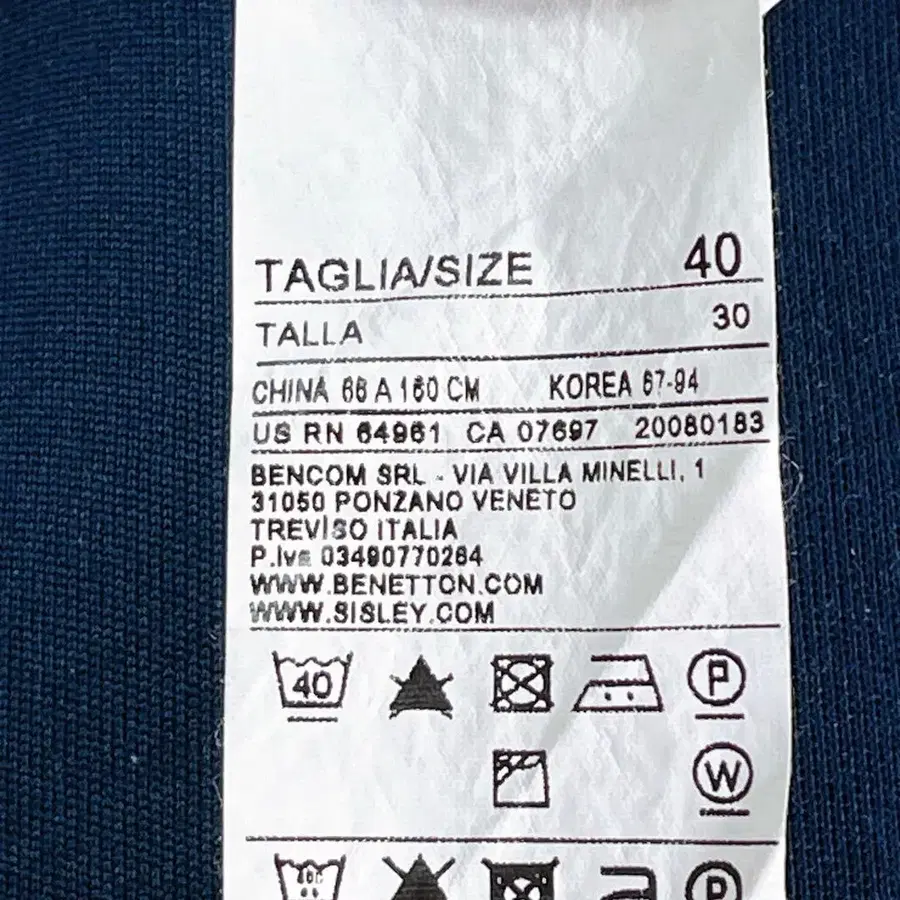 TAGLIA/SIZE 40
TALLA 30
CHINA 66 A 160 CM KOREA 67-94
US RN 64961 CA 07697 20080183
BENCOM SRL - VIA VILLA MINELLI, 1
31050 PONZANO VENETO
TREVISO ITALIA
P.Iva 03490770264
WWW.BENETTON.COM
WWW.SISLEY.COM
40 P
W
P